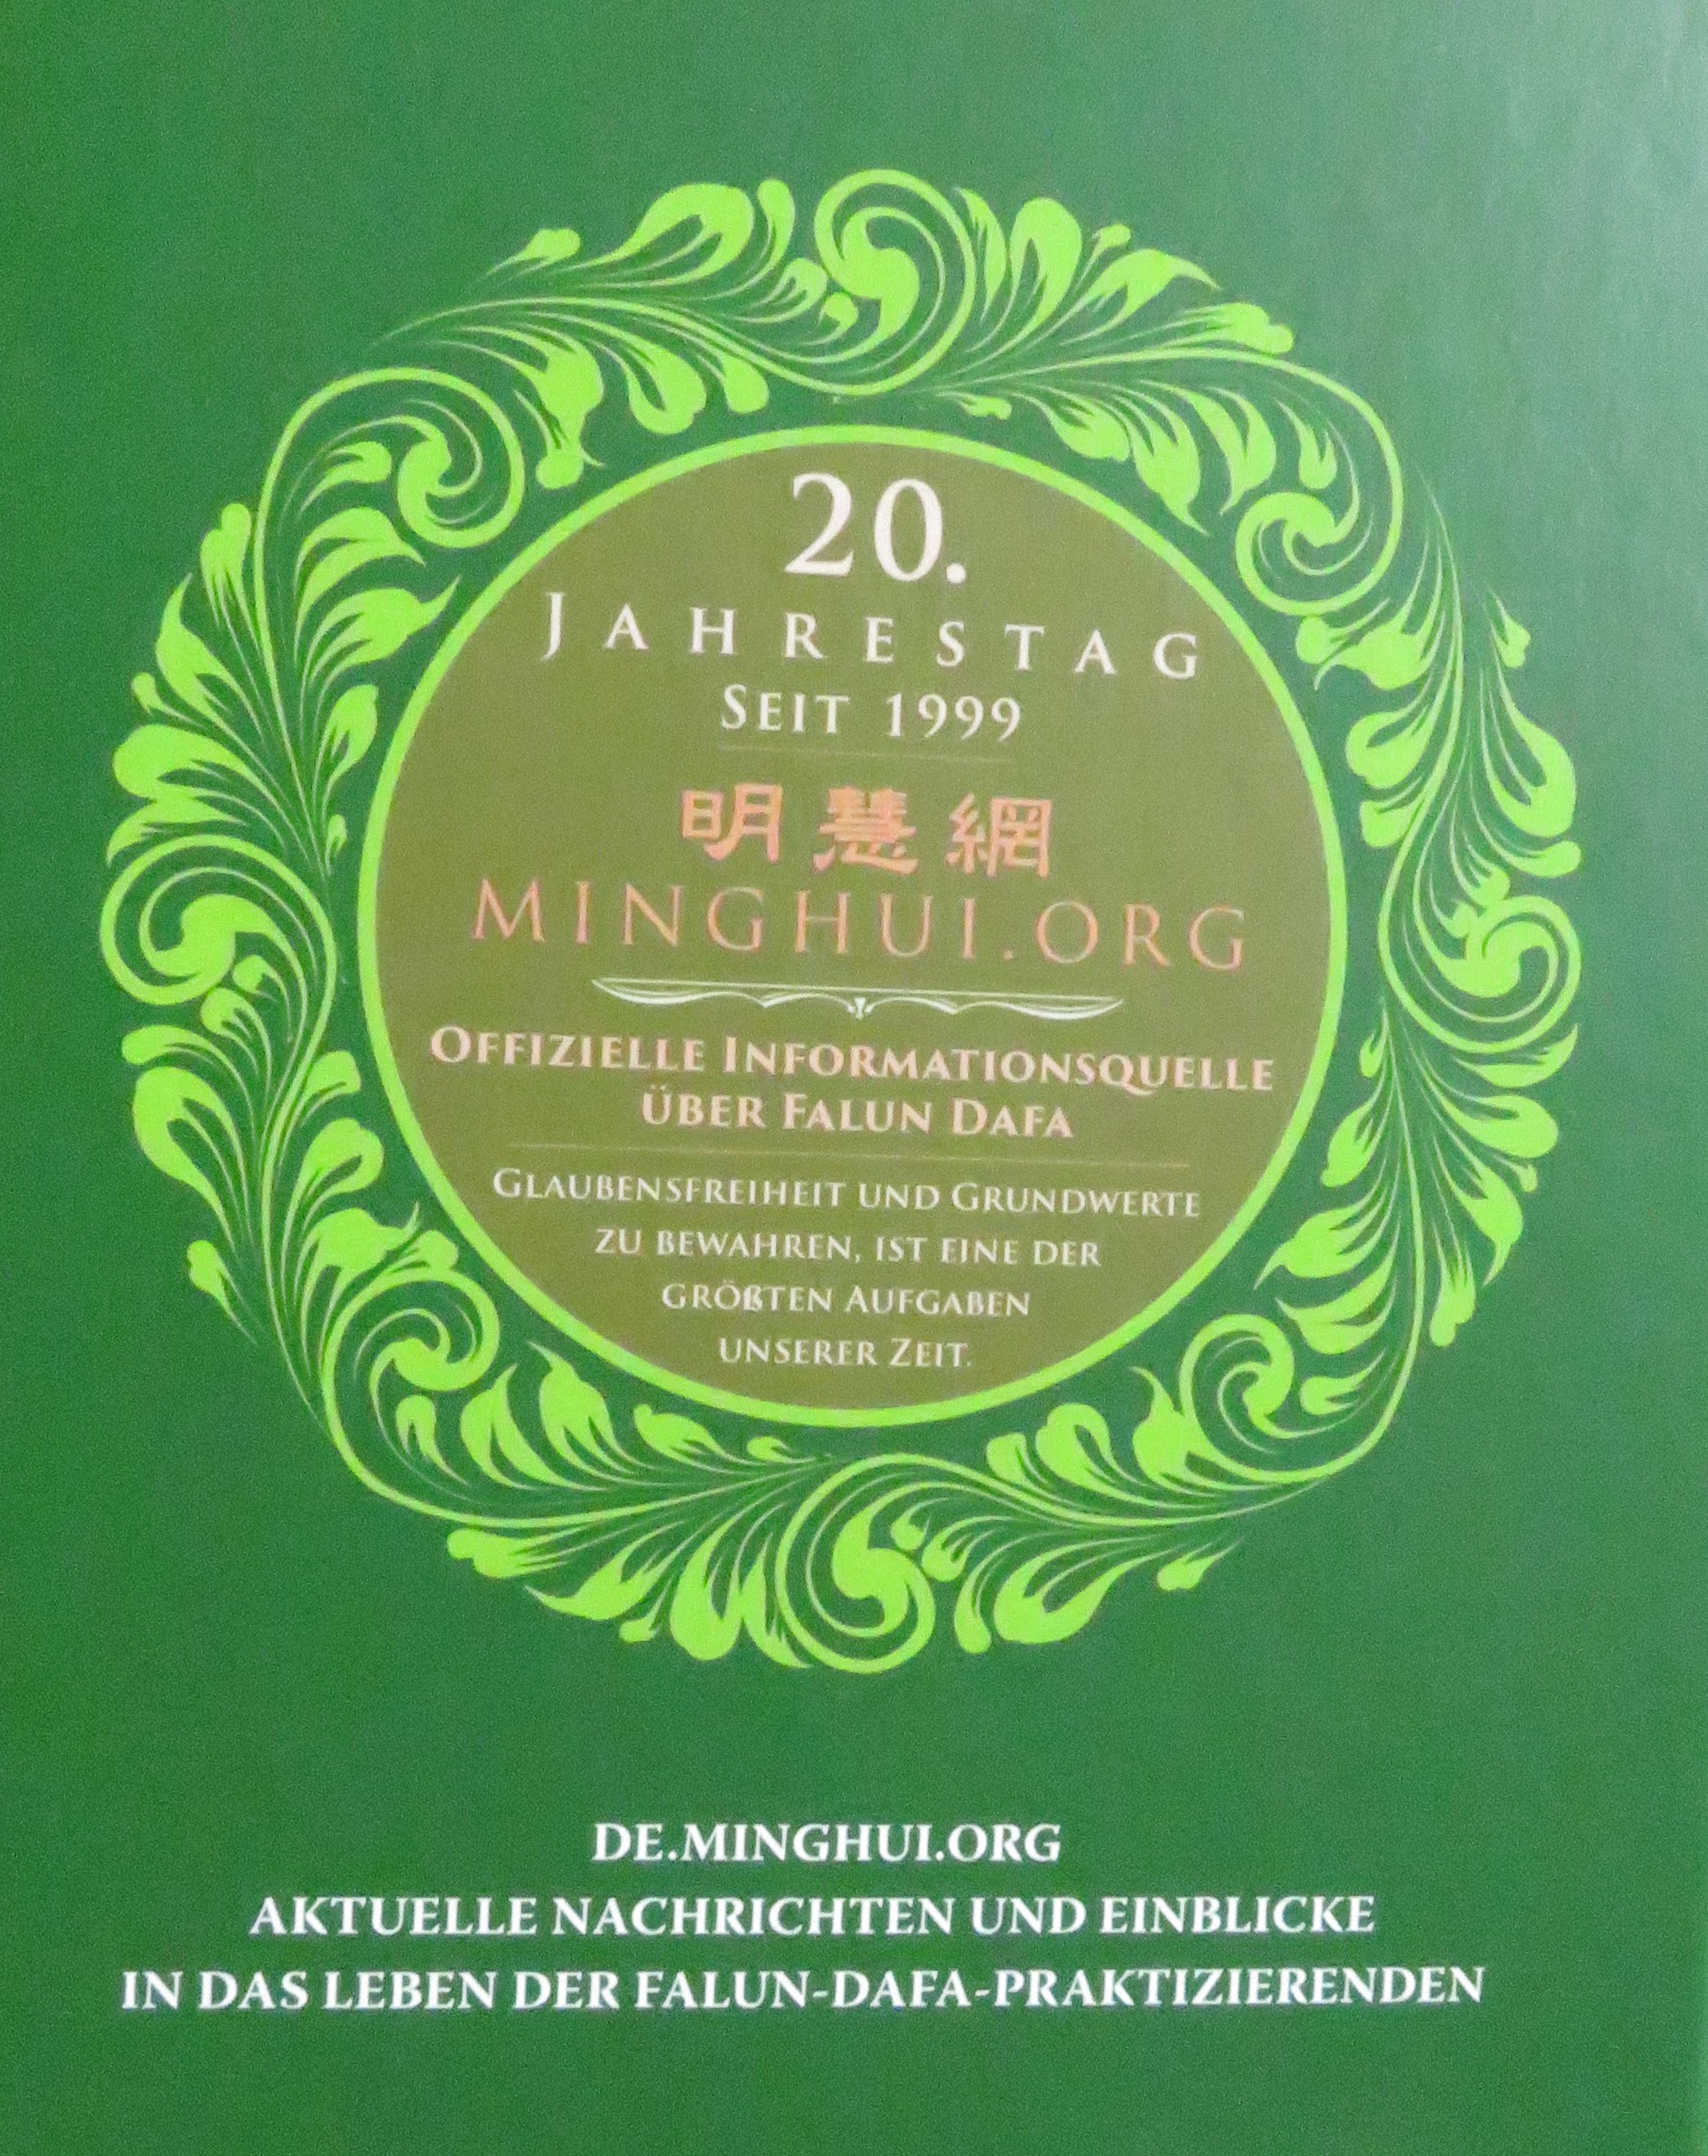 20.
JAHRESTAG
SEIT 1999
明慧網
MINGHUI.ORG
OFFIZIELLE INFORMATIONSQUELLE
ÜBER FALUN DAFA
GLAUBENSFREIHEIT UND GRUNDWERTE
ZU BEWAHREN, IST EINE DER
GRÖßTEN AUFGABEN
UNSERER ZEIT.
DE.MINGHUI.ORG
AKTUELLE NACHRICHTEN UND EINBLICKE
IN DAS LEBEN DER FALUN-DAFA-PRAKTIZIERENDEN